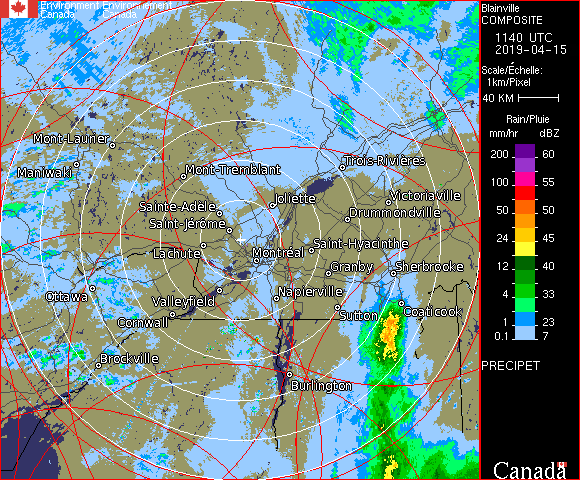 Environment Environnement
Canada Canada
Blainville
COMPOSITE
1140 UTC
2019-04-15
Scale/Échelle:
1km/Pixel
40 KM
Rain/Pluie
mm/hr dBZ
200 60
100 55
50 50
24 45
12 40
4 33
1 23
0.1 7
PRECIPET
Canada
Mont-Laurier
Maniwaki
Mont-Tremblant
Trois-Rivières
Joliette
Victoriaville
Sainte-Adèle
Drummondville
Saint-Jérôme
Saint-Hyacinthe
Lachute
Montréal
Granby
Sherbrooke
Ottawa
Valleyfield
Napierville
Coaticook
Cornwall
Sutton
Brockville
Burlington